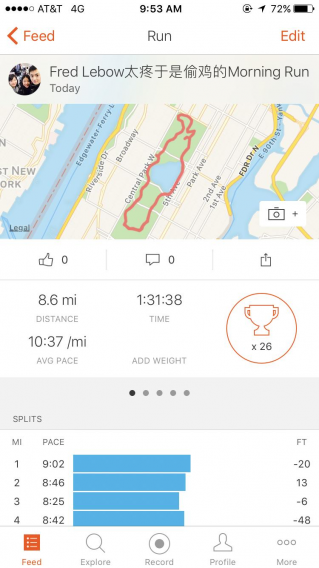 AT&T 4G 9:53 AM 72%
Feed Run Edit
Fred Lebow太疼于是偷鸡的Morning Run
Today
Edgewater-Ferry L
Broadway
Riverside Dr
Central Park W
5th Ave
Park Ave
2nd Ave
1st Ave
FDR Dr N
E 90th St
EST NEW
YORK
Legal
+
0 0
8.6 mi 1:31:38
DISTANCE TIME
x 26
10:37 /mi
AVG PACE ADD WEIGHT
SPLITS
MI PACE FT
1 9:02 -20
2 8:46 13
3 8:25 -6
4 8:42 -48
Feed Explore Record Profile More